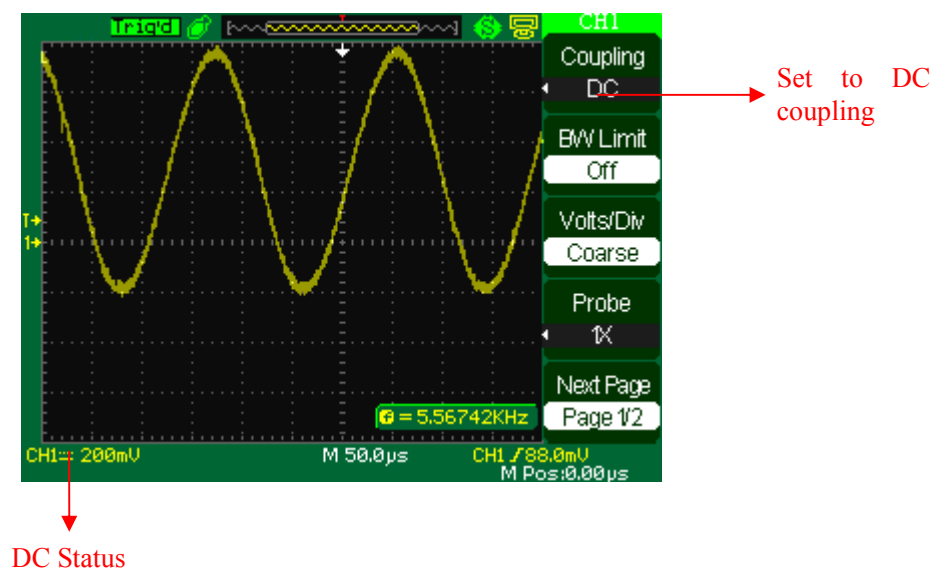 Trig'd
CH1
Coupling
DC
Set to DC
coupling
BW Limit
Off
T
Volts/Div
1
Coarse
Probe
1X
Next Page
f = 5.56742KHz
Page 1/2
CH1 200mV M 50.0µs CH1 88.0mV
M Pos:0.00µs
DC Status